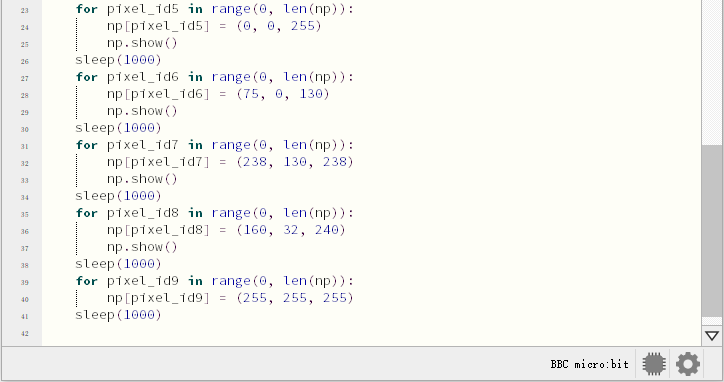 23 for pixel_id5 in range(0, len(np)):
24 np[pixel_id5] = (0, 0, 255)
25 np.show()
26 sleep(1000)
27 for pixel_id6 in range(0, len(np)):
28 np[pixel_id6] = (75, 0, 130)
29 np.show()
30 sleep(1000)
31 for pixel_id7 in range(0, len(np)):
32 np[pixel_id7] = (238, 130, 238)
33 np.show()
34 sleep(1000)
35 for pixel_id8 in range(0, len(np)):
36 np[pixel_id8] = (160, 32, 240)
37 np.show()
38 sleep(1000)
39 for pixel_id9 in range(0, len(np)):
40 np[pixel_id9] = (255, 255, 255)
41 sleep(1000)
42
BBC micro:bit